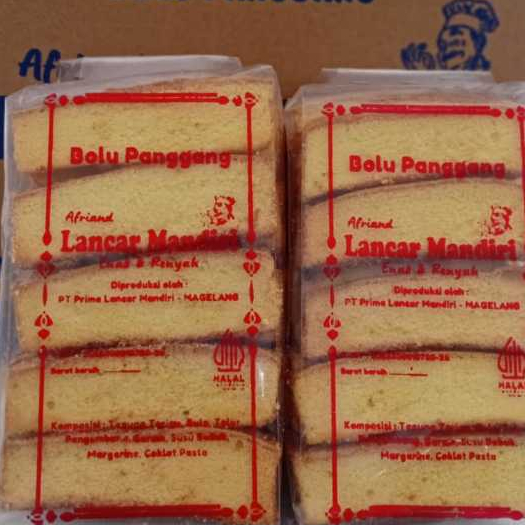 Bolu Panggang
Afriand
Lancar Mandiri
Enak & Renyah
Diproduksi oleh :
PT Prima Lancar Mandiri - MAGELANG
Berat bersih
HALAL
Komposisi : Tepung Terigu, Gula, Telur
Pengembang, Garam, Susu Bubuk,
Margarine, Coklat Pasta
Bolu Panggang
Afriand
Lancar Mandiri
Enak & Renyah
Diproduksi oleh :
PT Prima Lancar Mandiri - MAGELANG
Berat bersih
HALAL
Komposisi : Tepung Terigu, Gula, Telur
Pengembang, Garam, Susu Bubuk,
Margarine, Coklat Pasta